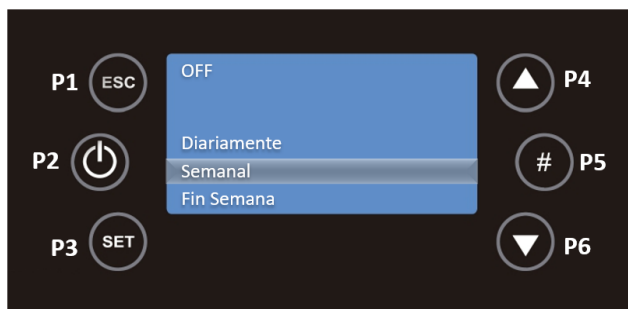 P1 ESC
OFF
P4
P2
Diariamente
Semanal
Fin Semana
# P5
P3 SET
P6